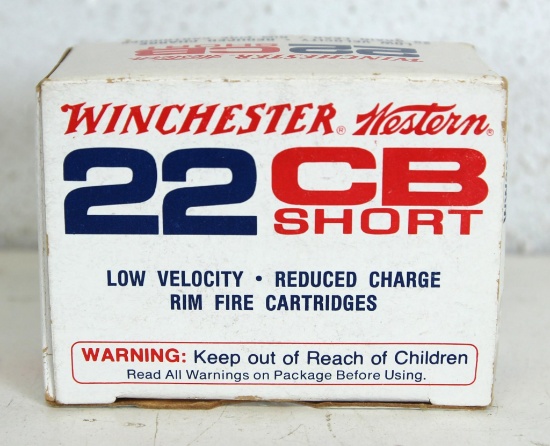 WINCHESTER® Western®
22 CB
SHORT
LOW VELOCITY • REDUCED CHARGE
RIM FIRE CARTRIDGES
WARNING: Keep out of Reach of Children
Read All Warnings on Package Before Using.